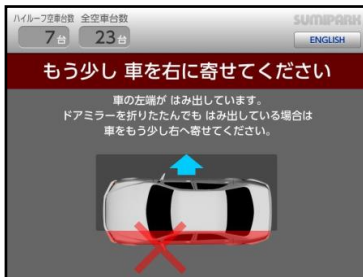 ハイルーフ空車台数 全空車台数
7台 23台
SUMIPARK
ENGLISH
もう少し 車を右に寄せてください
車の左端が はみ出しています。
ドアミラーを折りたたんでも はみ出している場合は
車をもう少し右へ寄せてください。